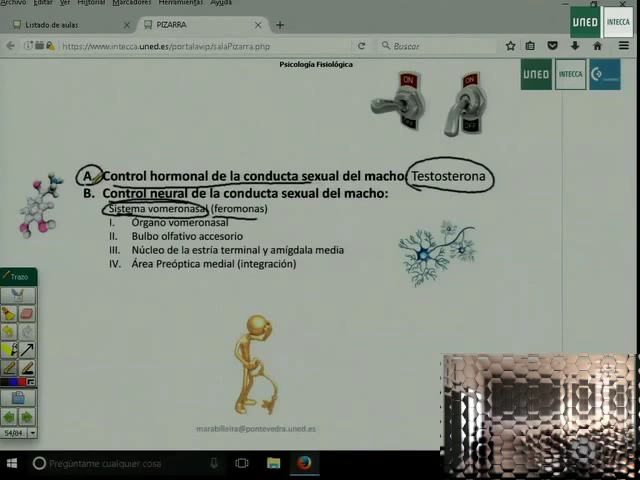 Archivo Editar Ver Historial Marcadores Herramientas Ayuda
Listado de aulas
PIZARRA
https://www.intecca.uned.es/portalavip/salaPizarra.php
Buscar
UNED
INTECCA
Psicología Fisiológica
UNED
INTECCA
ON
ON
OFF
A. Control hormonal de la conducta sexual del macho: Testosterona
B. Control neural de la conducta sexual del macho:
Sistema vomeronasal (feromonas)
I. Órgano vomeronasal
II. Bulbo olfativo accesorio
III. Núcleo de la estría terminal y amígdala media
IV. Área Preóptica medial (integración)
Trazo
54/84
marabilleira@pontevedra.uned.es
Pregúntame cualquier cosa